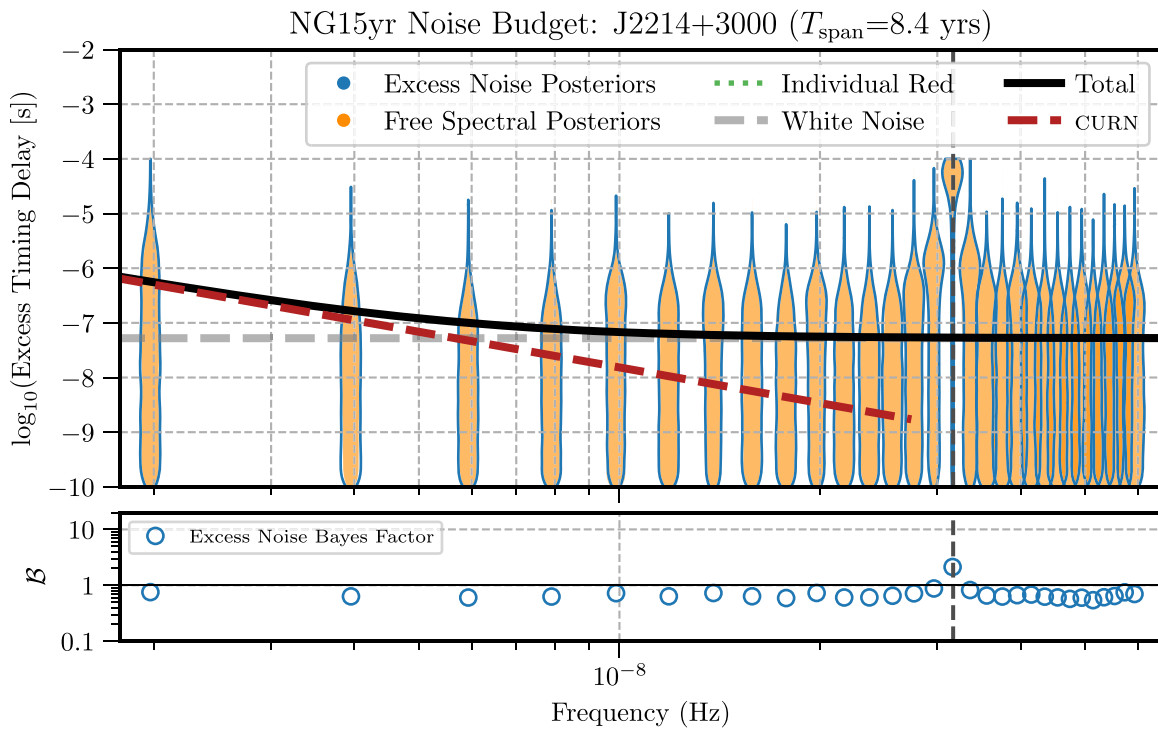 NG15yr Noise Budget: J2214+3000 (T_span=8.4 yrs)
log₁₀(Excess Timing Delay [s])
−2
−3
−4
−5
−6
−7
−8
−9
−10
Excess Noise Posteriors
Free Spectral Posteriors
Individual Red
White Noise
Total
CURN
ℬ
10
1
0.1
Excess Noise Bayes Factor
10⁻⁸
Frequency (Hz)